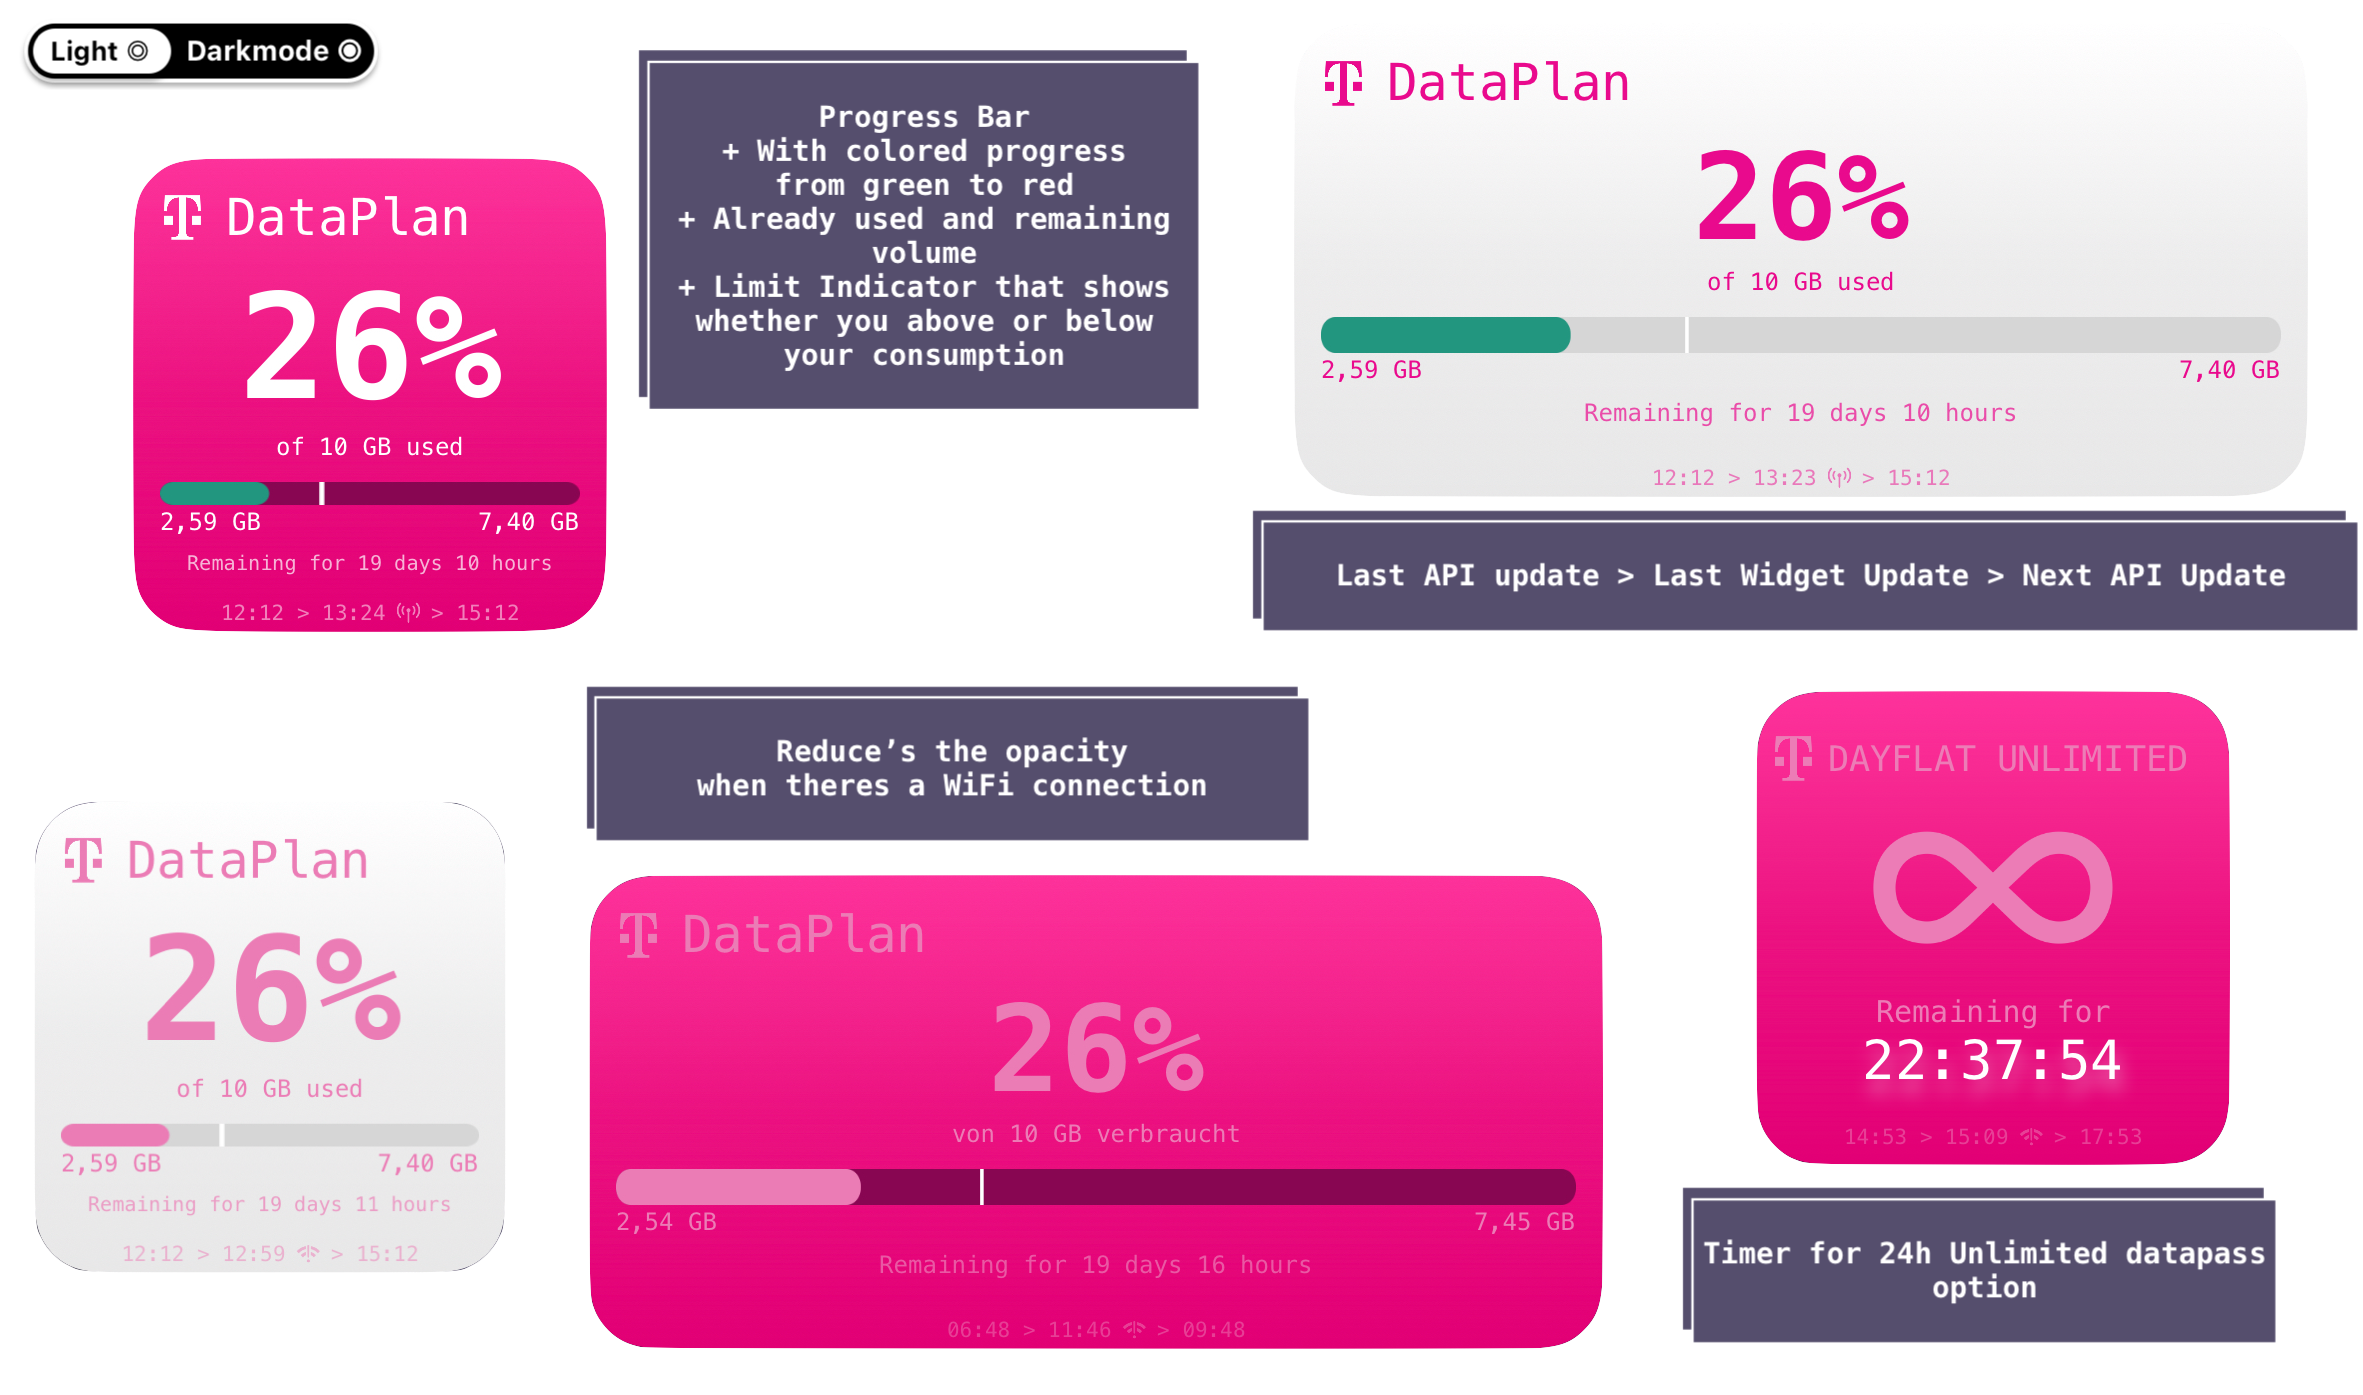 Light
Darkmode
T DataPlan
26%
of 10 GB used
2,59 GB
7,40 GB
Remaining for 19 days 10 hours
12:12 > 13:24 > 15:12
Progress Bar
+ With colored progress
from green to red
+ Already used and remaining
volume
+ Limit Indicator that shows
whether you above or below
your consumption
T DataPlan
26%
of 10 GB used
2,59 GB
7,40 GB
Remaining for 19 days 10 hours
12:12 > 13:23 > 15:12
Last API update > Last Widget Update > Next API Update
Reduce’s the opacity
when theres a WiFi connection
T DataPlan
26%
of 10 GB used
2,59 GB
7,40 GB
Remaining for 19 days 11 hours
12:12 > 12:59 > 15:12
T DataPlan
26%
von 10 GB verbraucht
2,54 GB
7,45 GB
Remaining for 19 days 16 hours
06:48 > 11:46 > 09:48
T DAYFLAT UNLIMITED
Remaining for
22:37:54
14:53 > 15:09 > 17:53
Timer for 24h Unlimited datapass
option